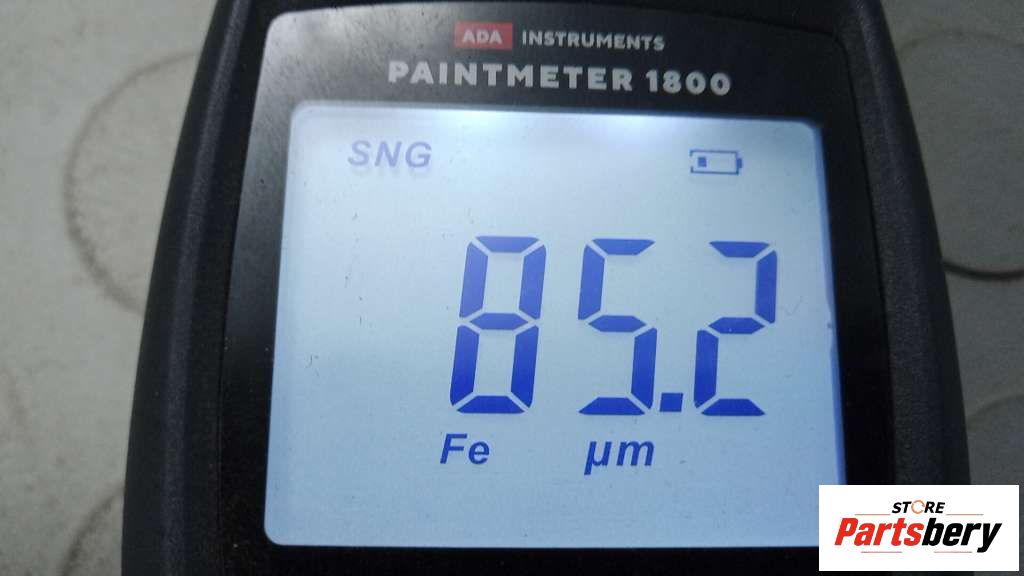 ADA INSTRUMENTS
PAINTMETER 1800
SNG
85.2
Fe µm
STORE
Partsbery